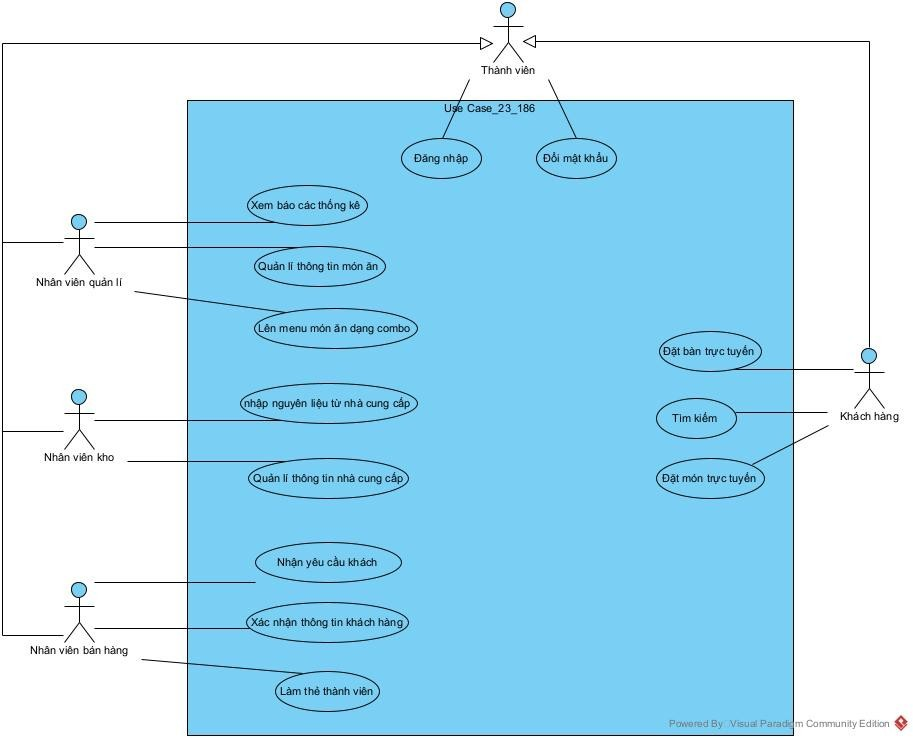 Thành viên
Use Case_23_186
Đăng nhập
Đổi mật khẩu
Xem báo các thống kê
Quản lí thông tin món ăn
Nhân viên quản lí
Lên menu món ăn dạng combo
Đặt bàn trực tuyến
nhập nguyên liệu từ nhà cung cấp
Tìm kiếm
Khách hàng
Nhân viên kho
Quản lí thông tin nhà cung cấp
Đặt món trực tuyến
Nhận yêu cầu khách
Xác nhận thông tin khách hàng
Nhân viên bán hàng
Làm thẻ thành viên
Powered By Visual Paradigm Community Edition